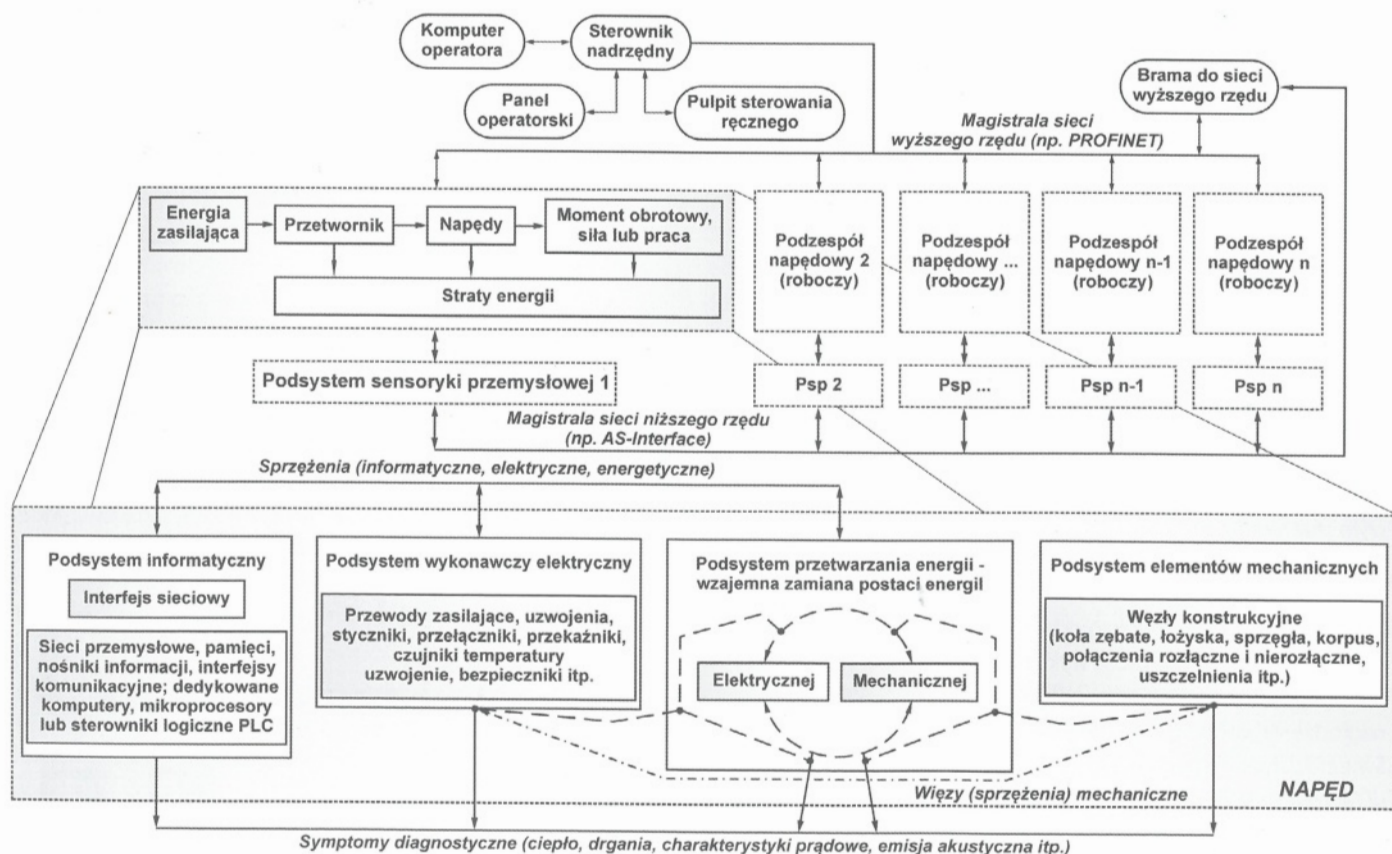 Komputer
operatora
Sterownik
nadrzędny
Panel
operatorski
Pulpit sterowania
ręcznego
Brama do sieci
wyższego rzędu
Magistrala sieci
wyższego rzędu (np. PROFINET)
Energia
zasilająca
Przetwornik
Napędy
Moment obrotowy,
siła lub praca
Straty energii
Podzespół
napędowy 2
(roboczy)
Podzespół
napędowy ...
(roboczy)
Podzespół
napędowy n-1
(roboczy)
Podzespół
napędowy n
(roboczy)
Podsystem sensoryki przemysłowej 1
Psp 2
Psp ...
Psp n-1
Psp n
Magistrala sieci niższego rzędu
(np. AS-Interface)
Sprzężenia (informatyczne, elektryczne, energetyczne)
Podsystem informatyczny
Interfejs sieciowy
Sieci przemysłowe, pamięci,
nośniki informacji, interfejsy
komunikacyjne; dedykowane
komputery, mikroprocesory
lub sterowniki logiczne PLC
Podsystem wykonawczy elektryczny
Przewody zasilające, uzwojenia,
styczniki, przełączniki, przekaźniki,
czujniki temperatury
uzwojenie, bezpieczniki itp.
Podsystem przetwarzania energii -
wzajemna zamiana postaci energii
Elektrycznej
Mechanicznej
Podsystem elementów mechanicznych
Węzły konstrukcyjne
(koła zębate, łożyska, sprzęgła, korpus,
połączenia rozłączne i nierozłączne,
uszczelnienia itp.)
Więzy (sprzężenia) mechaniczne
NAPĘD
Symptomy diagnostyczne (ciepło, drgania, charakterystyki prądowe, emisja akustyczna itp.)